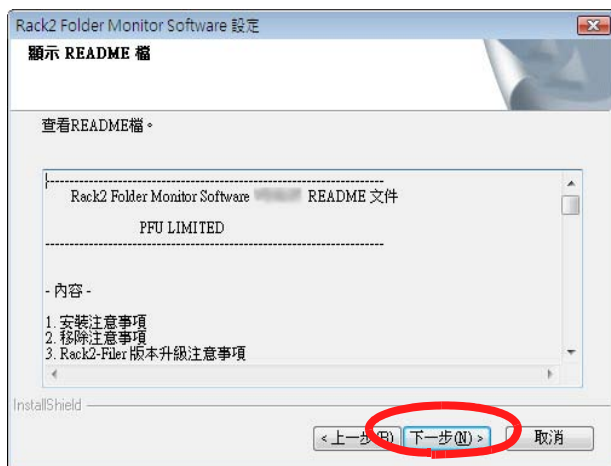 Rack2 Folder Monitor Software 設定
顯示 README 檔
查看README檔。
Rack2 Folder Monitor Software README 文件
PFU LIMITED
- 內容 -
1. 安裝注意事項
2. 移除注意事項
3. Rack2-Filer 版本升級注意事項
InstallShield
< 上一步(B) 下一步(N) > 取消